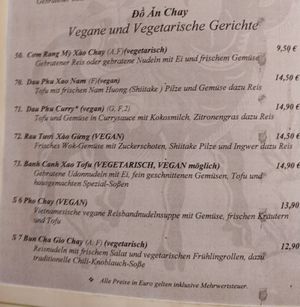 Đồ Ăn Chay
Vegane und Vegetarische Gerichte
50. Com Rang Mỳ Xào Chay (A,F)(vegetarisch) 9,50 €
Gebratener Reis oder gebratene Nudeln mit Ei und frischem Gemüse
70. Dau Phu Xao Nam (F)(vegan) 14,50 €
Tofu mit frischen Nam Huong (Shiitake ) Pilze und Gemüse dazu Reis
71. Dau Phu Curry* (vegan) (G, F,2) 14,90 €
Tofu und Gemüse in Currysauce mit Kokosmilch, Zitronengras dazu Reis
72. Rau Tươi Xào Gừng (VEGAN) 14,50 €
Frisches Wok-Gemüse mit Zuckerschoten, Shiitake Pilze und Ingwer dazu Reis
73. Banh Canh Xao Tofu (VEGETARISCH, VEGAN möglich) 14,90 €
Gebratene Udonnudeln mit Ei, fein geschnittenen Gemüsen, Tofu und
hausgemachten Spezial-Soßen
S 6 Pho Chay (VEGAN) 13,90
Vietnamesische vegane Reisbandnudelnsuppe mit Gemüse, frischen Kräutern
und Tofu
S 7 Bun Cha Gio Chay (A; F) (vegetarisch) 12,90
Reisnudeln mit frischem Salat und vegetarischen Frühlingrollen, dazu
traditionelle Chili-Knoblauch-Soße
Alle Preise in Euro gelten inklusive Mehrwertsteuer.